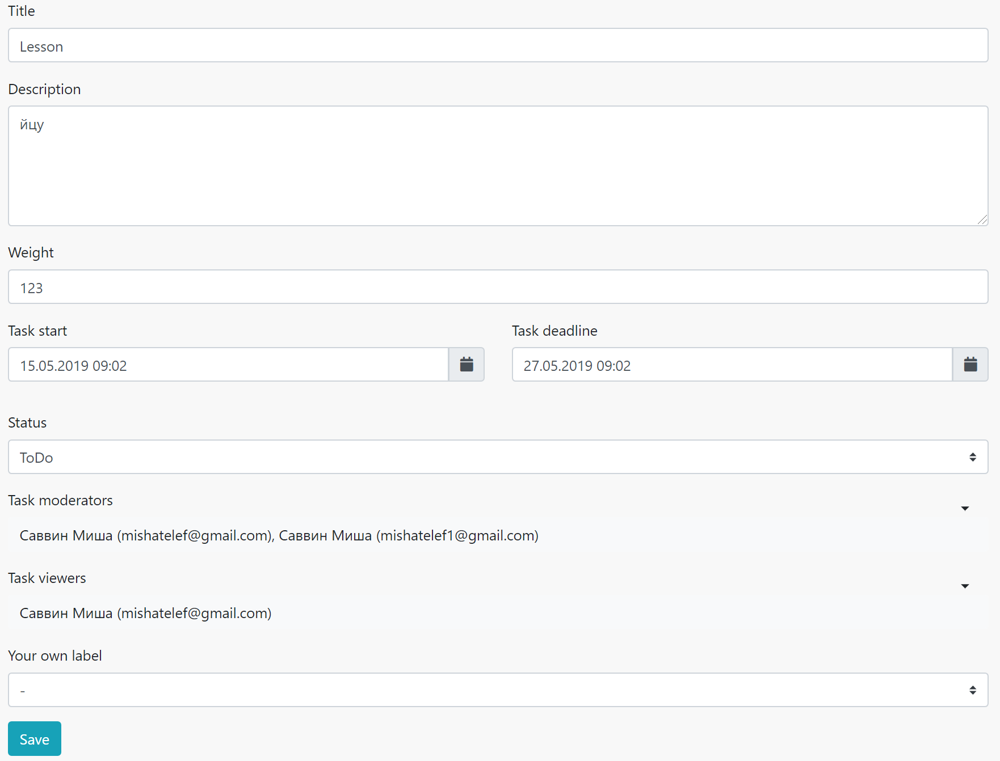 Title
Lesson
Description
йцу
Weight
123
Task start
Task deadline
15.05.2019 09:02
27.05.2019 09:02
Status
ToDo
Task moderators
Саввин Миша (mishatelef@gmail.com), Саввин Миша (mishatelef1@gmail.com)
Task viewers
Саввин Миша (mishatelef@gmail.com)
Your own label
-
Save